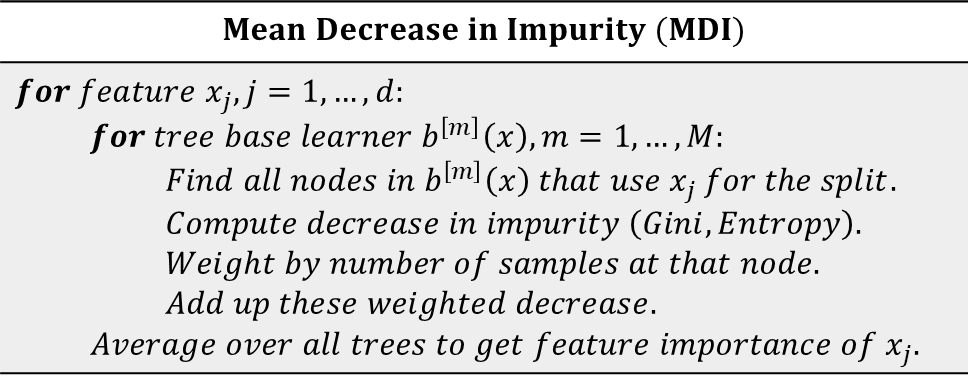 Mean Decrease in Impurity (MDI)
for feature x_j, j = 1, … , d:
for tree base learner b^[m](x), m = 1, … , M:
Find all nodes in b^[m](x) that use x_j for the split.
Compute decrease in impurity (Gini, Entropy).
Weight by number of samples at that node.
Add up these weighted decrease.
Average over all trees to get feature importance of x_j.